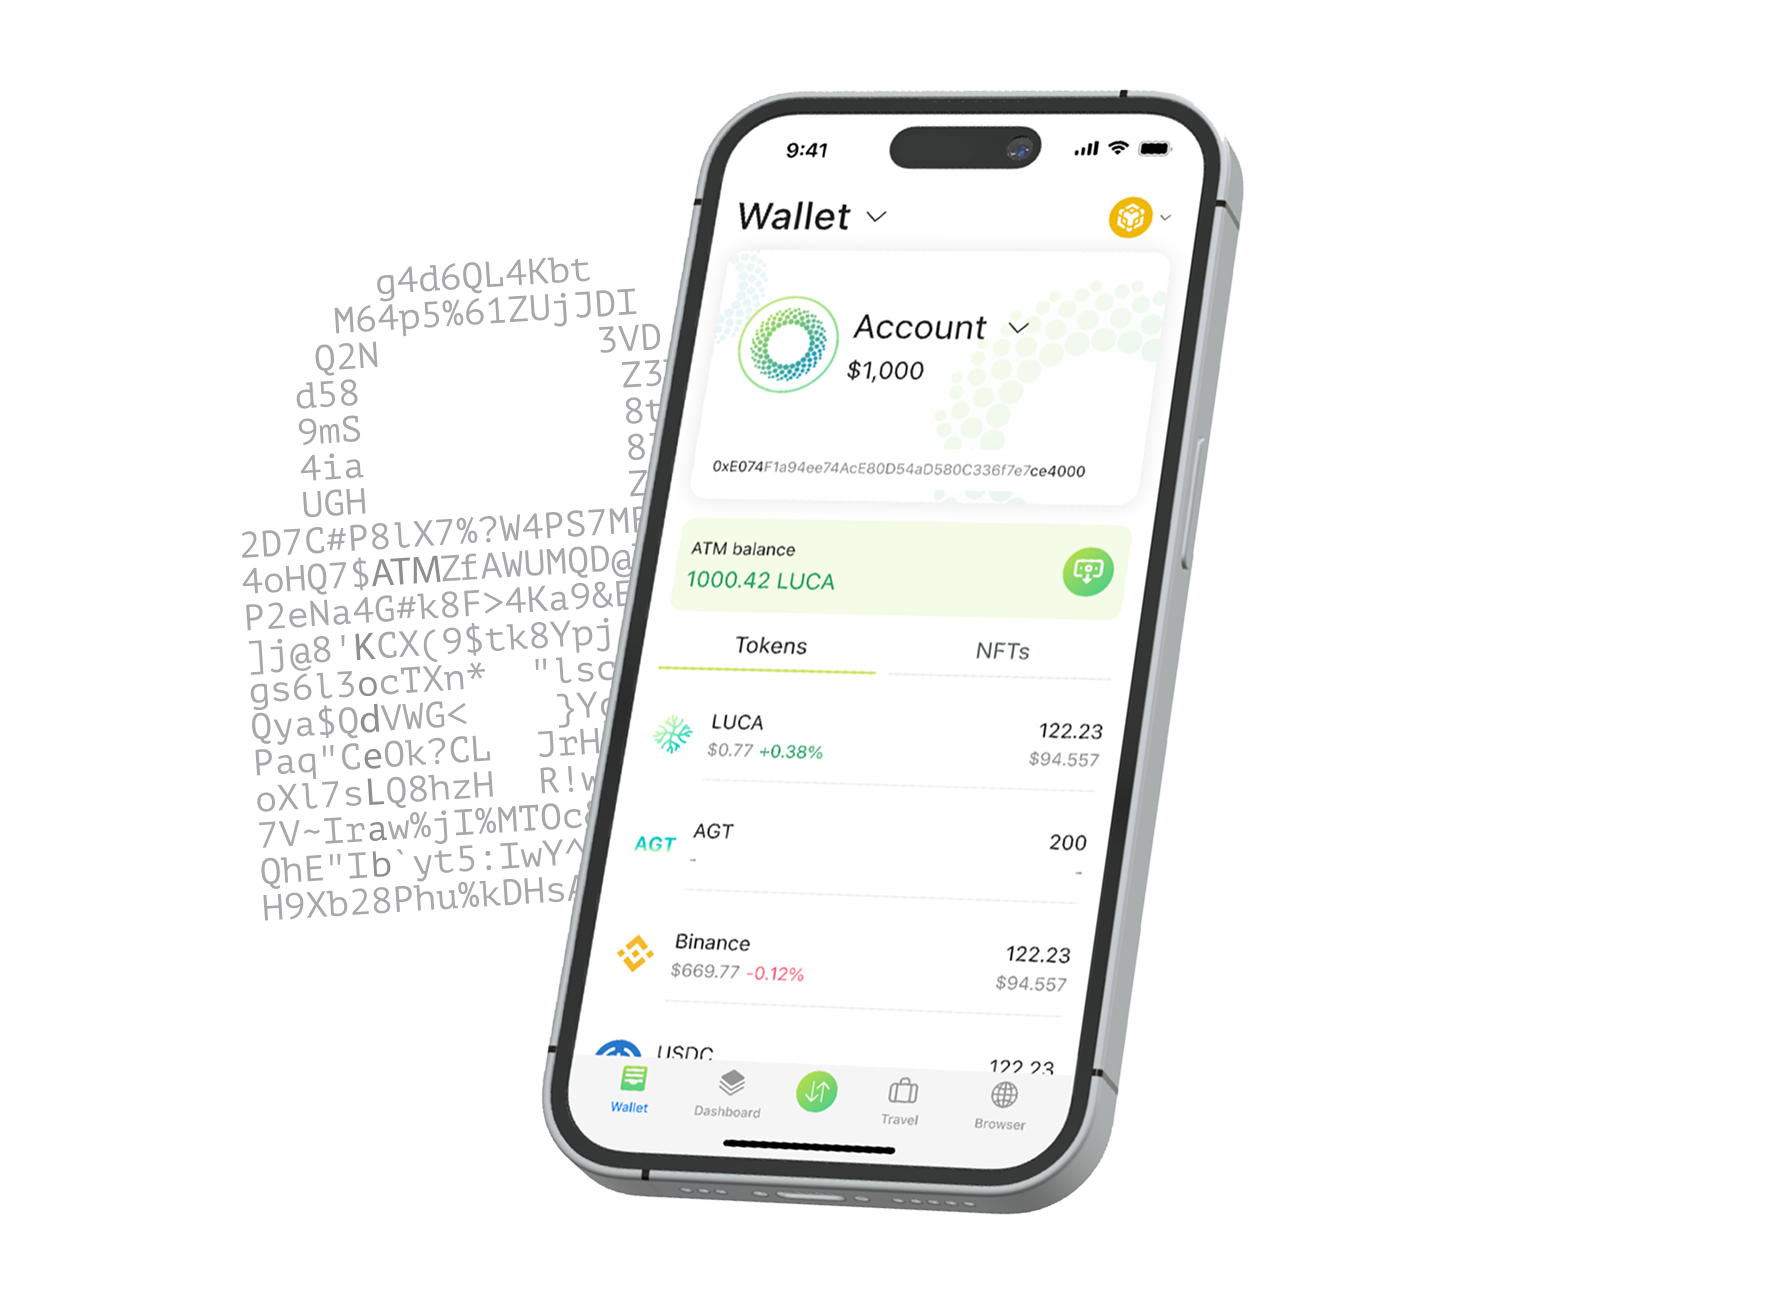 g4d6QL4Kbt
M64p5%61ZUjJDI
Q2N 3VD
d58 Z3
9mS 8t
4ia
UGH Z
2D7C#P8lX7%?W4PS7M
4oHQ7$ATMZfAWUMQD@
P2eNa4G#k8F>4Ka9&E
]j@8'KCX(9$tk8Ypj
gs6l3ocTXn* "lsc
Qya$QdVWG< }Y
Paq"CeOk?CL JrH
oXl7sLQ8hzH R!w
7V~Iraw%jI%MTOc
QhE"Ib`yt5:IwY^
H9Xb28Phu%kDHsA
9:41
Wallet
Account
$1,000
0xE074F1a94ee74AcE80D54aD580C336f7e7ce4000
ATM balance
1000.42 LUCA
Tokens NFTs
LUCA 122.23
$0.77 +0.38% $94.557
AGT AGT 200
- -
Binance 122.23
$669.77 -0.12% $94.557
USDC 122.23
Wallet Dashboard Travel Browser